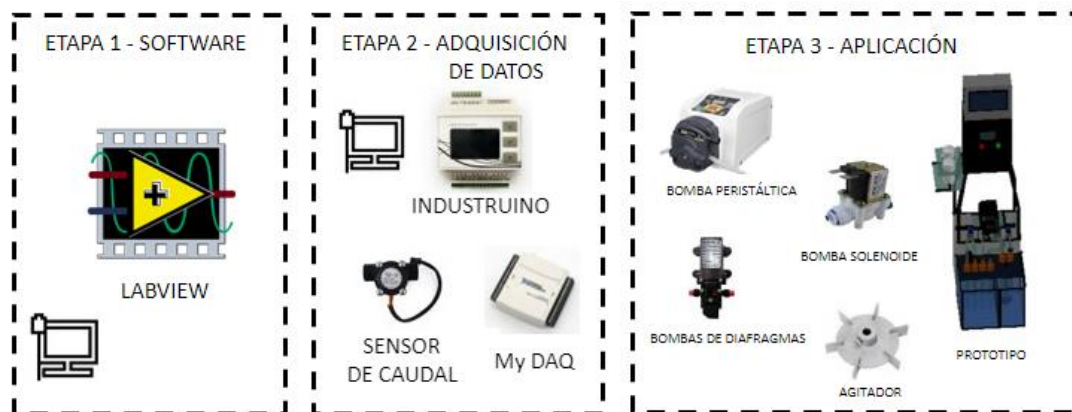 ETAPA 1 - SOFTWARE
LABVIEW
ETAPA 2 - ADQUISICIÓN
DE DATOS
INDUSTRUINO
SENSOR
DE CAUDAL
My DAQ
ETAPA 3 - APLICACIÓN
BOMBA PERISTÁLTICA
BOMBA SOLENOIDE
BOMBAS DE DIAFRAGMAS
AGITADOR
PROTOTIPO